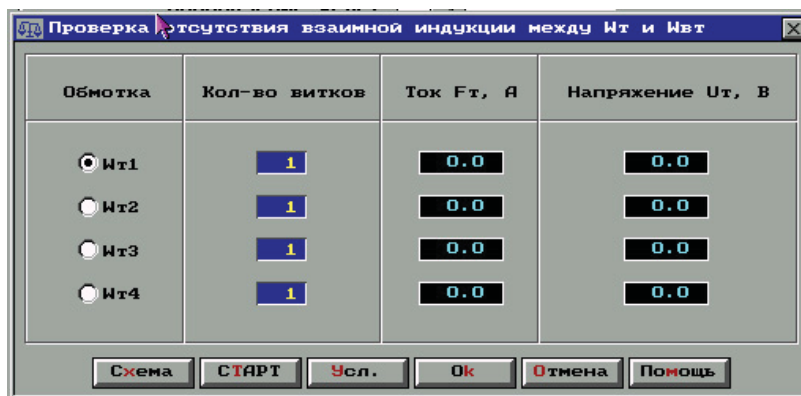 Проверка отсутствия взаимной индукции между Wт и Wвт
Обмотка Кол-во витков Ток Fт, А Напряжение Uт, В
Wт1 1 0.0 0.0
Wт2 1 0.0 0.0
Wт3 1 0.0 0.0
Wт4 1 0.0 0.0
Схема СТАРТ Усл. Ok Отмена Помощь